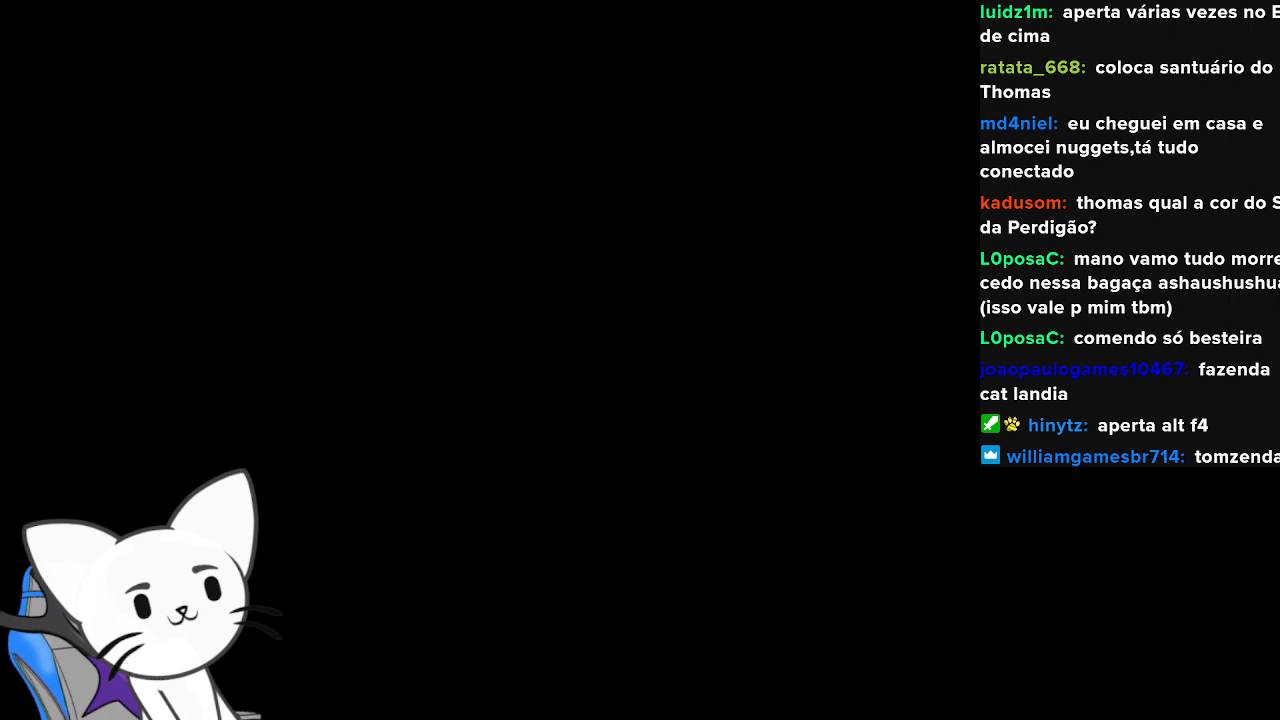 luidz1m: aperta várias vezes no E
de cima
ratata_668: coloca santuário do
Thomas
md4niel: eu cheguei em casa e
almocei nuggets,tá tudo
conectado
kadusom: thomas qual a cor do S
da Perdigão?
L0posaC: mano vamo tudo morre
cedo nessa bagaça ashaushushua
(isso vale p mim tbm)
L0posaC: comendo só besteira
joaopaulogames10467: fazenda
cat landia
hinytz: aperta alt f4
williamgamesbr714: tomzenda